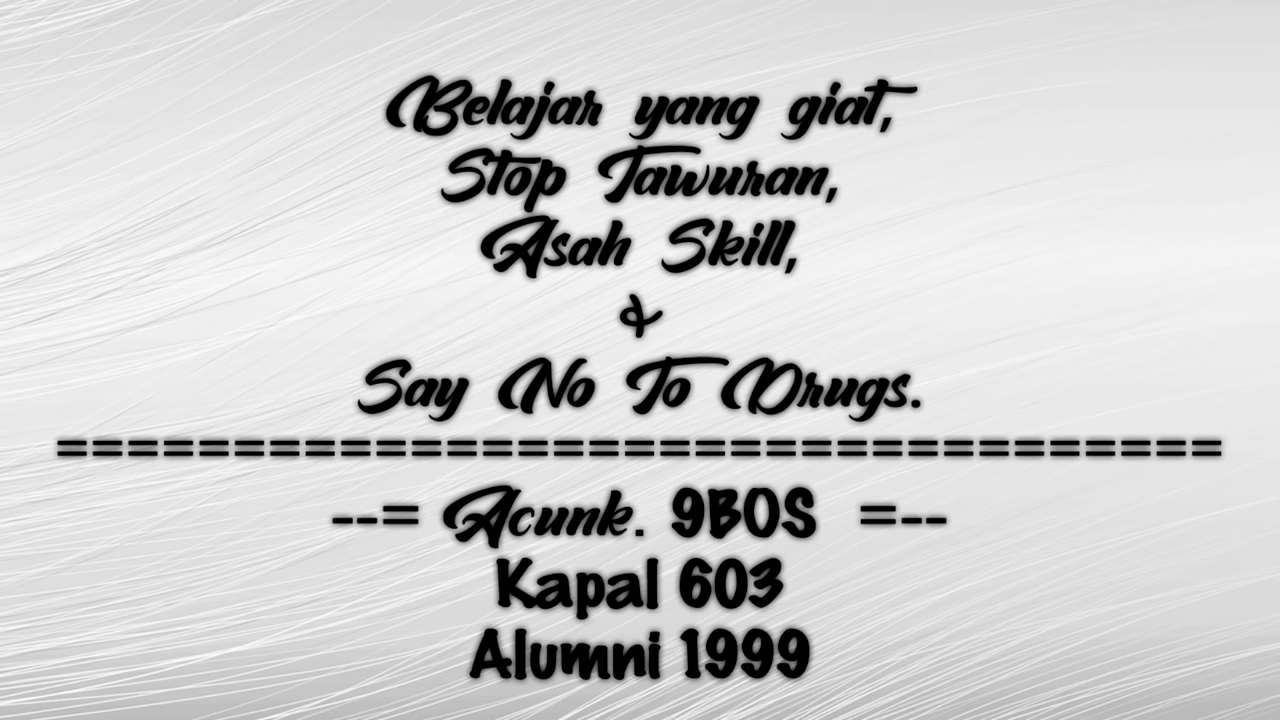 Belajar yang giat,
Stop Tawuran,
Asah Skill,
&
Say No To Drugs.
=================================
--= Acunk. 9BOS =--
Kapal 603
Alumni 1999